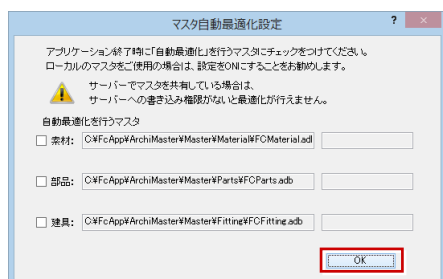 マスタ自動最適化設定
?
×
アプリケーション終了時に「自動最適化」を行うマスタにチェックをつけてください。
ローカルのマスタをご使用の場合は、設定をONにすることをお勧めします。
サーバーでマスタを共有している場合は、
サーバーへの書き込み権限がないと最適化が行えません。
自動最適化を行うマスタ
素材: C:¥FcApp¥ArchiMaster¥Master¥Material¥FCMaterial.adl
部品: C:¥FcApp¥ArchiMaster¥Master¥Parts¥FCParts.adb
建具: C:¥FcApp¥ArchiMaster¥Master¥Fitting¥FCFitting.adb
OK